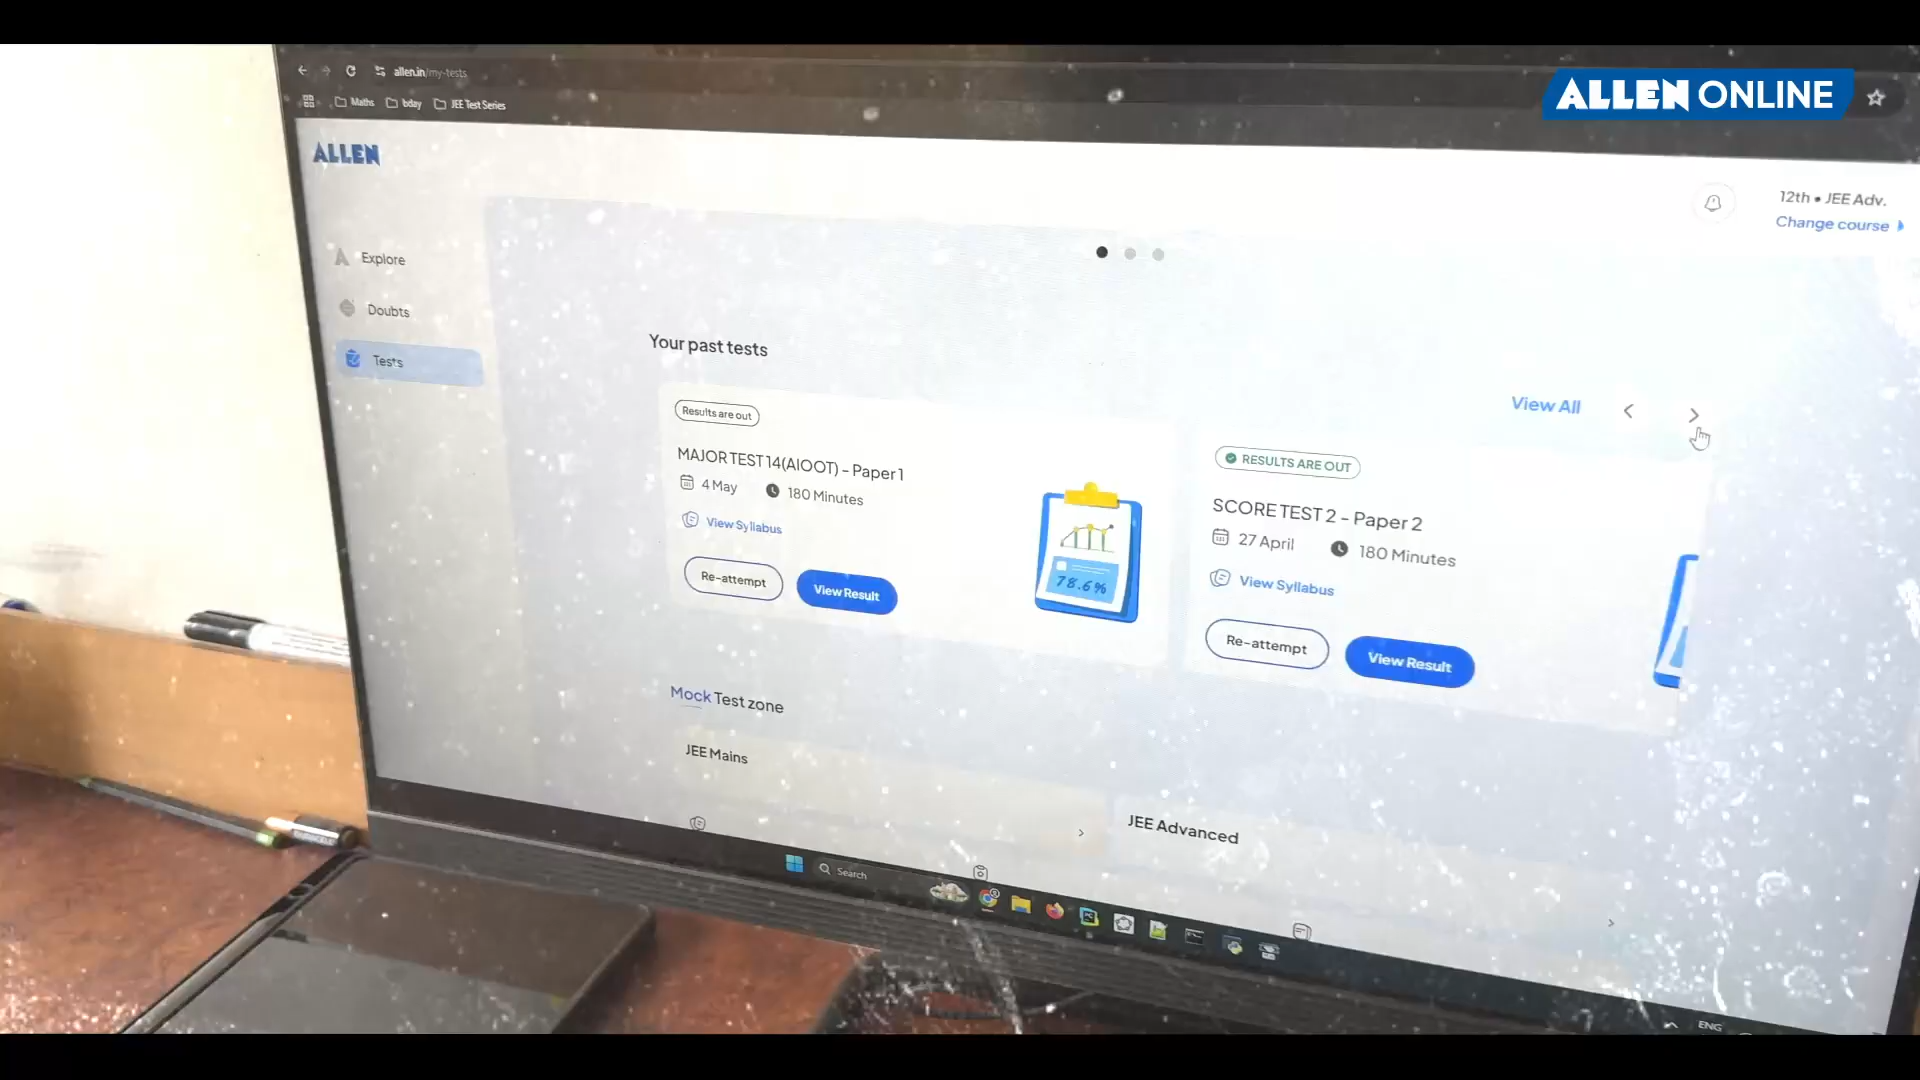 ALLEN ONLINE
allen.in/my-tests
Maths
bday
JEE Test Series
ALLEN
12th • JEE Adv.
Change course
Explore
Doubts
Tests
Your past tests
View All
Results are out
MAJOR TEST 14(AIOOT) - Paper 1
4 May
180 Minutes
View Syllabus
Re-attempt
View Result
78.6%
RESULTS ARE OUT
SCORE TEST 2 - Paper 2
27 April
180 Minutes
View Syllabus
Re-attempt
View Result
Mock Test zone
JEE Mains
JEE Advanced
Search
ENG